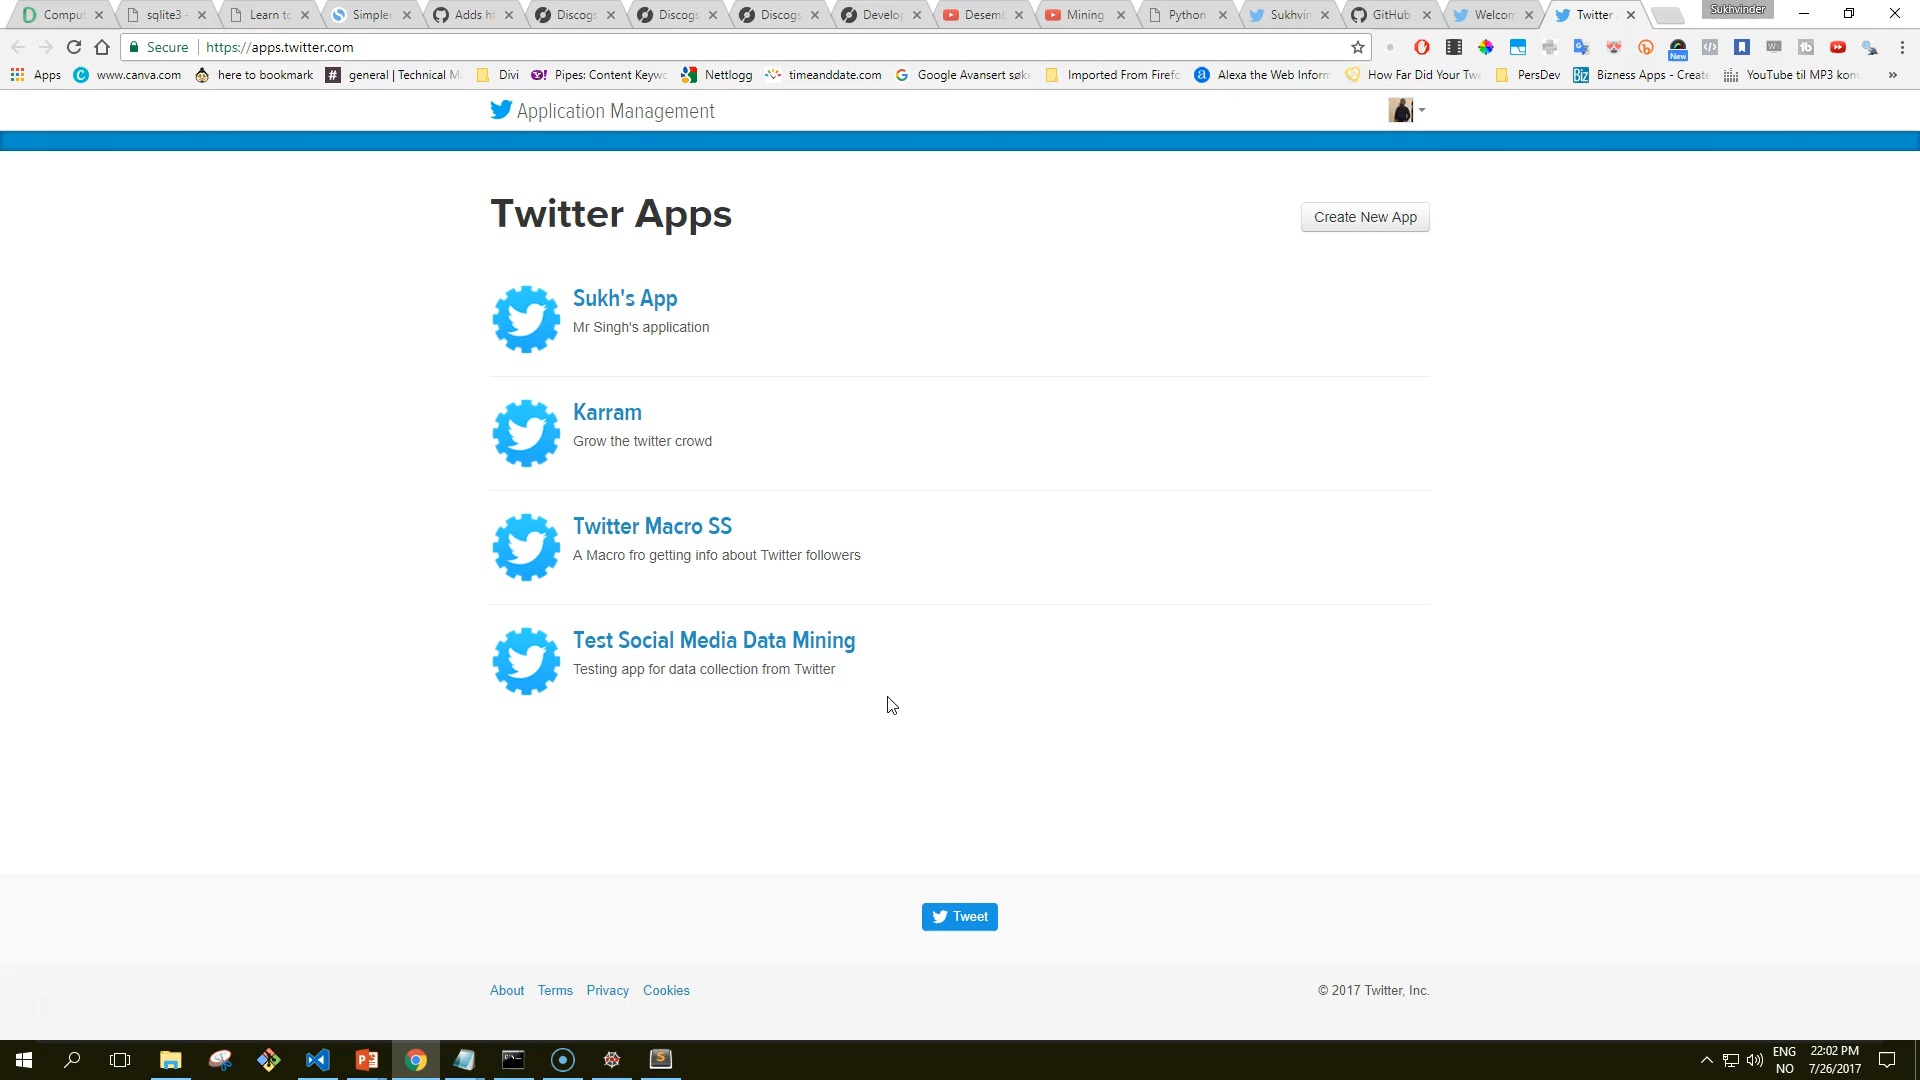 Comput
sqlite3 -
Learn to
Simple
Adds ht
Discogs
Discogs
Discogs
Develop
Desem
Mining
Python
Sukhvin
GitHub
Welcom
Twitter
Sukhvinder
Secure
https://apps.twitter.com
New
Apps
www.canva.com
here to bookmark
general | Technical M
Divi
Pipes: Content Keywo
Nettlogg
timeanddate.com
Google Avansert søk
Imported From Firefo
Alexa the Web Inform
How Far Did Your Tw
PersDev
Bizness Apps - Create
YouTube til MP3 kon
»
Application Management
Twitter Apps
Create New App
Sukh's App
Mr Singh's application
Karram
Grow the twitter crowd
Twitter Macro SS
A Macro fro getting info about Twitter followers
Test Social Media Data Mining
Testing app for data collection from Twitter
Tweet
About Terms Privacy Cookies
© 2017 Twitter, Inc.
ENG
NO
22:02 PM
7/26/2017